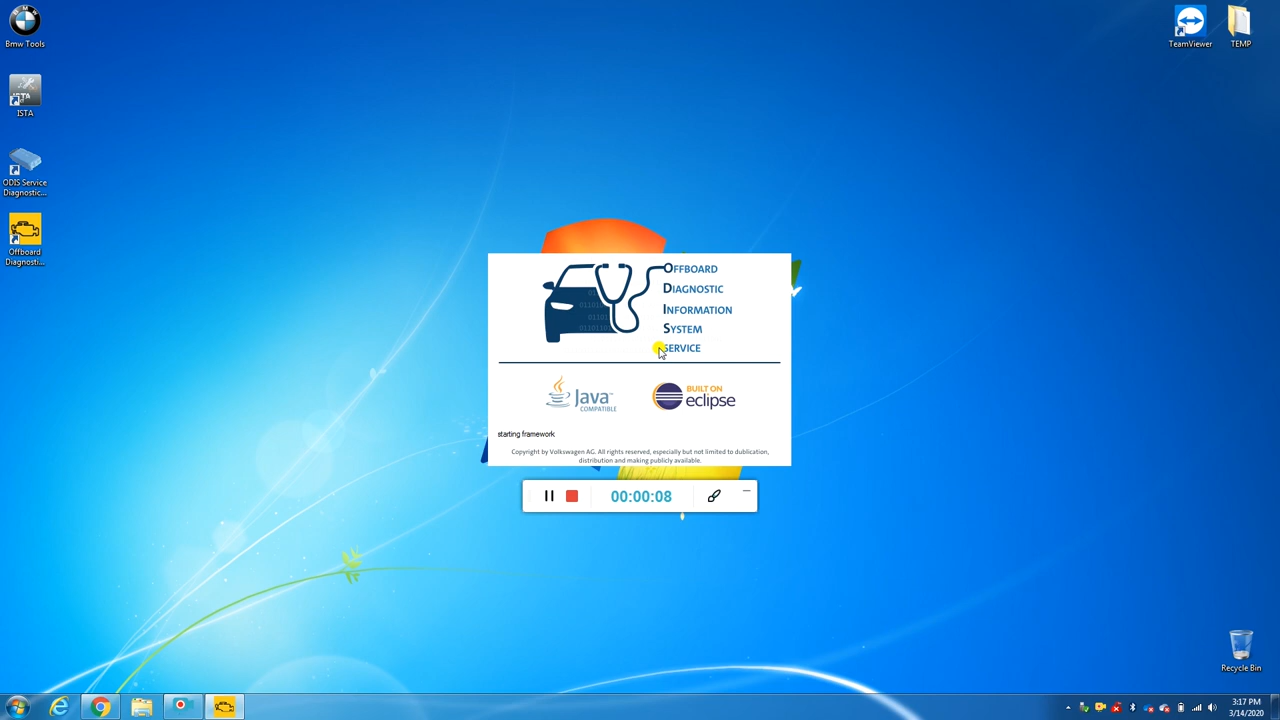 Bmw Tools
ISTA
ODIS Service
Diagnostic...
Offboard
Diagnosti...
TeamViewer
TEMP
OFFBOARD
DIAGNOSTIC
INFORMATION
SYSTEM
SERVICE
Java™
COMPATIBLE
BUILT ON
eclipse
starting framework
Copyright by Volkswagen AG. All rights reserved, especially but not limited to dublication,
distribution and making publicly available.
00:00:08
Recycle Bin
3:17 PM
3/14/2020